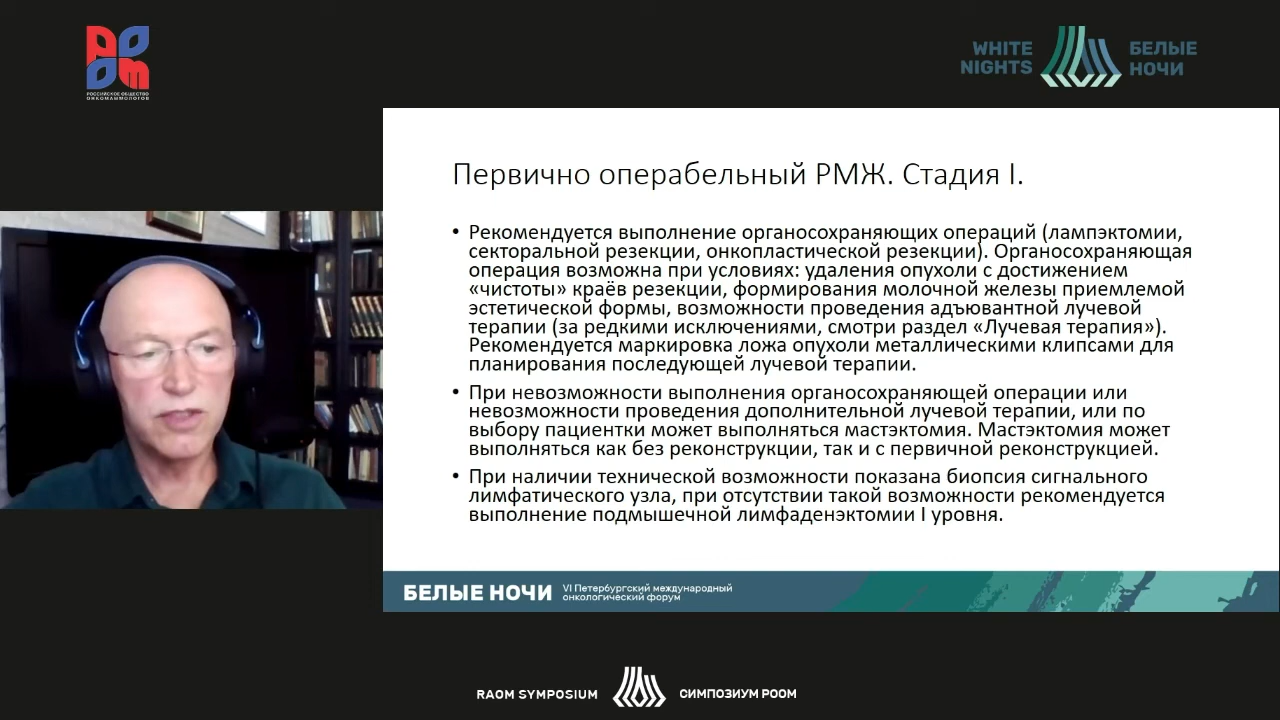 РОССИЙСКОЕ ОБЩЕСТВО
ОНКОМАММОЛОГОВ
WHITE
NIGHTS
БЕЛЫЕ
НОЧИ
Первично операбельный РМЖ. Стадия I.
• Рекомендуется выполнение органосохраняющих операций (лампэктомии,
секторальной резекции, онкопластической резекции). Органосохраняющая
операция возможна при условиях: удаления опухоли с достижением
«чистоты» краёв резекции, формирования молочной железы приемлемой
эстетической формы, возможности проведения адъювантной лучевой
терапии (за редкими исключениями, смотри раздел «Лучевая терапия»).
Рекомендуется маркировка ложа опухоли металлическими клипсами для
планирования последующей лучевой терапии.
• При невозможности выполнения органосохраняющей операции или
невозможности проведения дополнительной лучевой терапии, или по
выбору пациентки может выполняться мастэктомия. Мастэктомия может
выполняться как без реконструкции, так и с первичной реконструкцией.
• При наличии технической возможности показана биопсия сигнального
лимфатического узла, при отсутствии такой возможности рекомендуется
выполнение подмышечной лимфаденэктомии I уровня.
БЕЛЫЕ НОЧИ
VI Петербургский международный
онкологический форум
RAOM SYMPOSIUM
СИМПОЗИУМ РООМ